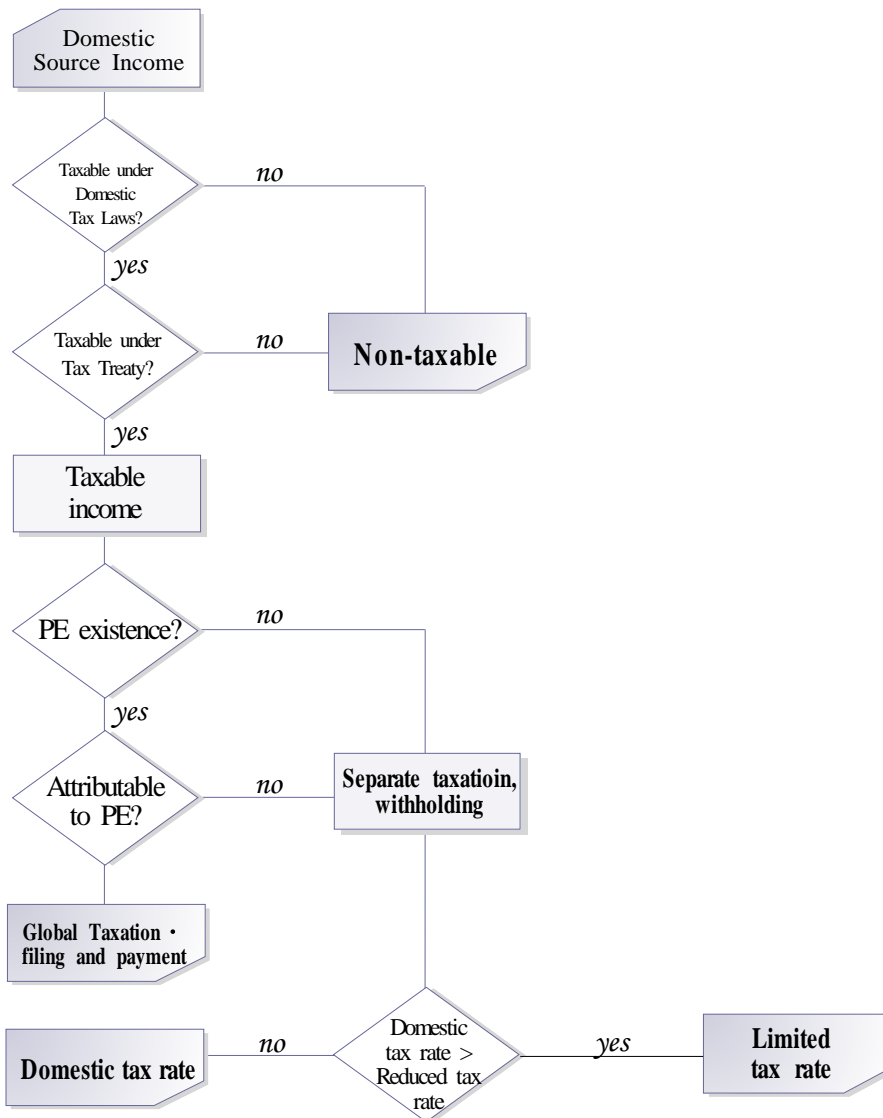 Domestic
Source Income
Taxable under
Domestic
Tax Laws?
no
yes
Taxable under
Tax Treaty?
no
Non-taxable
yes
Taxable
income
PE existence?
no
yes
Attributable
to PE?
no
Separate taxatioin,
withholding
Global Taxation・
filing and payment
Domestic tax rate
no
Domestic
tax rate >
Reduced tax
rate
yes
Limited
tax rate